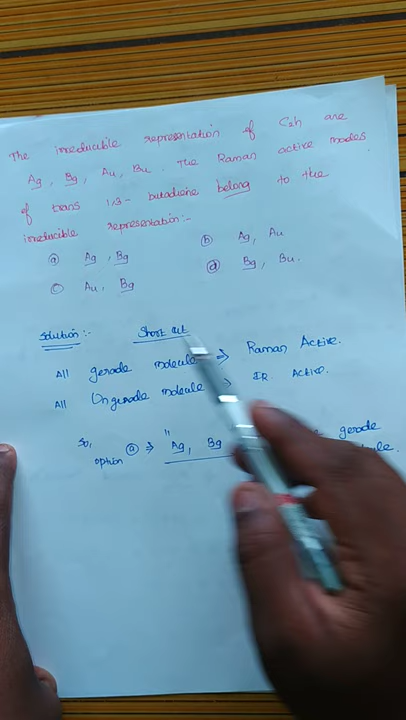 The irreducible representation of C2h are
Ag, Bg, Au, Bu. The Raman active modes
of trans 1,3- butadiene belong to the
irreducible representation:-
ⓐ Ag, Bg
ⓑ Ag, Au
ⓒ Au, Bg
ⓓ Bg, Bu.
Solution:- Short cut
All gerade molecule ⇒ Raman Active.
All Ungerade molecule ⇒ IR Active.
So,
option ⓐ ⇒ " Ag, Bg gerade